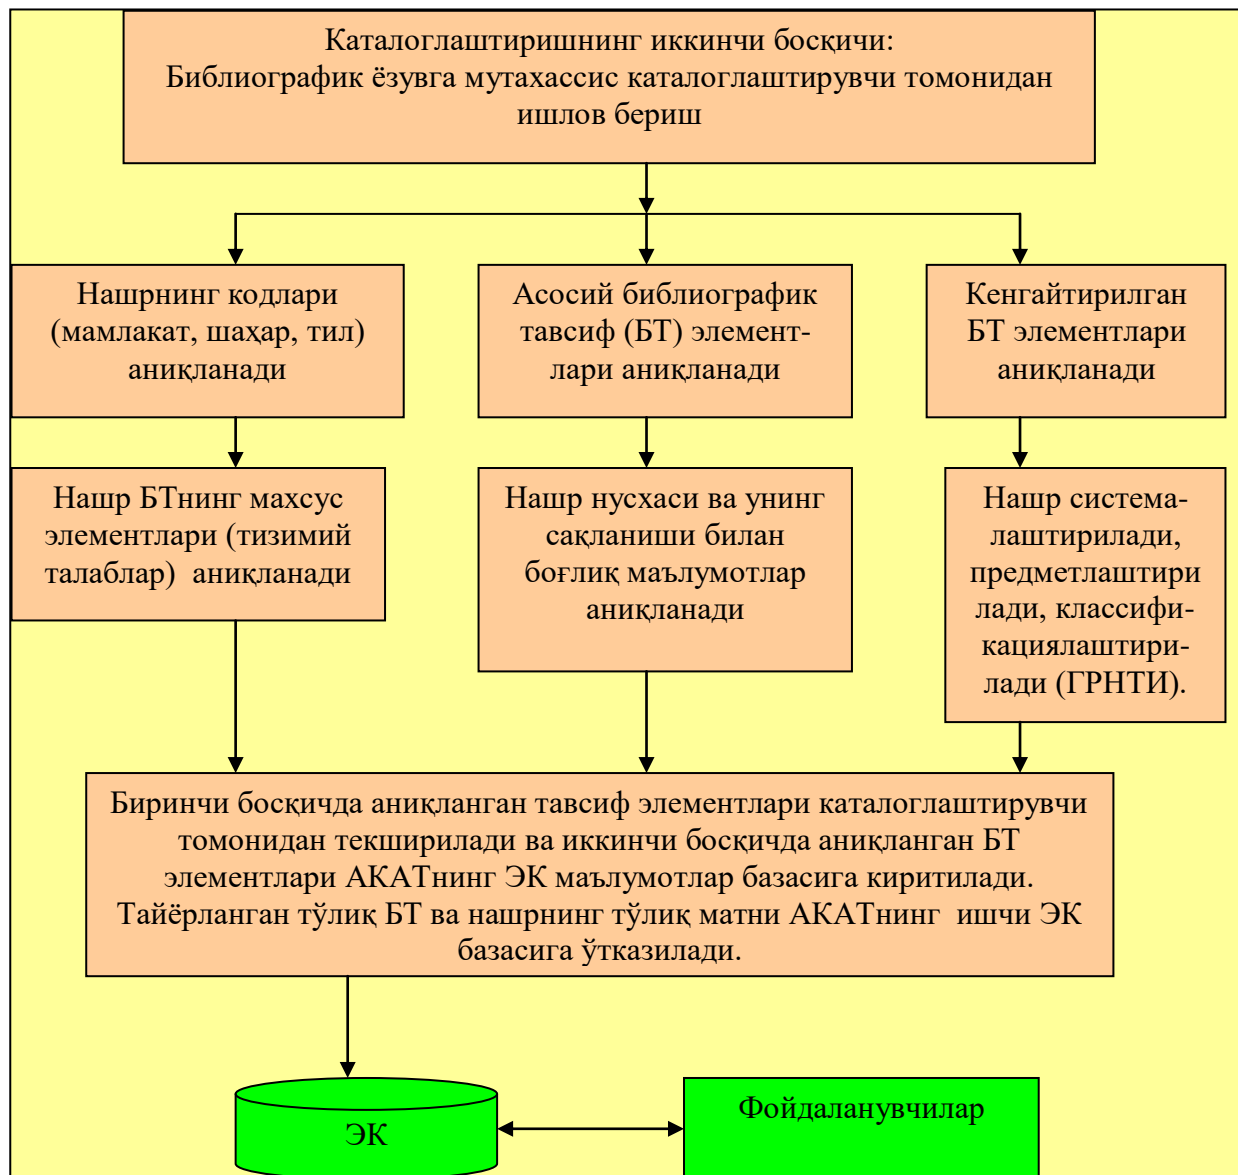 Каталоглаштиришнинг иккинчи босқичи:
Библиографик ёзувга мутахассис каталоглаштирувчи томонидан
ишлов бериш
Нашрнинг кодлари
(мамлакат, шаҳар, тил)
аниқланади
Асосий библиографик
тавсиф (БТ) элемент-
лари аниқланади
Кенгайтирилган
БТ элементлари
аниқланади
Нашр БТнинг махсус
элементлари (тизимий
талаблар) аниқланади
Нашр нусхаси ва унинг
сақланиши билан
боғлиқ маълумотлар
аниқланади
Нашр система-
лаштирилади,
предметлаштири
лади, классифи-
кациялаштири-
лади (ГРНТИ).
Биринчи босқичда аниқланган тавсиф элементлари каталоглаштирувчи
томонидан текширилади ва иккинчи босқичда аниқланган БТ
элементлари АКАТнинг ЭК маълумотлар базасига киритилади.
Тайёрланган тўлиқ БТ ва нашрнинг тўлиқ матни АКАТнинг ишчи ЭК
базасига ўтказилади.
ЭК
Фойдаланувчилар